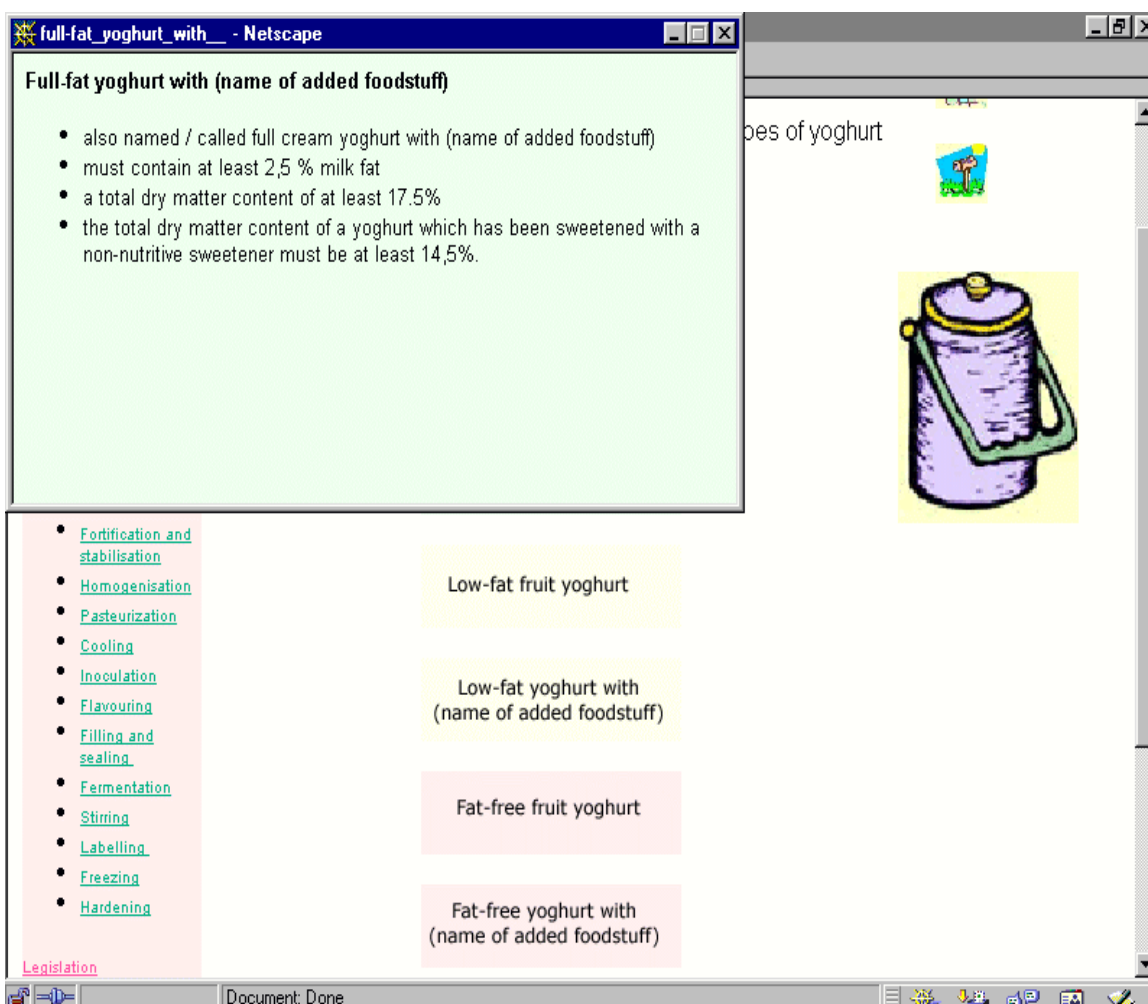 full-fat_yoghurt_with__ - Netscape
Full-fat yoghurt with (name of added foodstuff)
also named / called full cream yoghurt with (name of added foodstuff)
must contain at least 2,5 % milk fat
a total dry matter content of at least 17.5%
the total dry matter content of a yoghurt which has been sweetened with a
non-nutritive sweetener must be at least 14,5%.
of yoghurt
Fortification and
stabilisation
Homogenisation
Pasteurization
Cooling
Inoculation
Flavouring
Filling and
sealing
Fermentation
Stirring
Labelling
Freezing
Hardening
Legislation
Low-fat fruit yoghurt
Low-fat yoghurt with
(name of added foodstuff)
Fat-free fruit yoghurt
Fat-free yoghurt with
(name of added foodstuff)
Document: Done